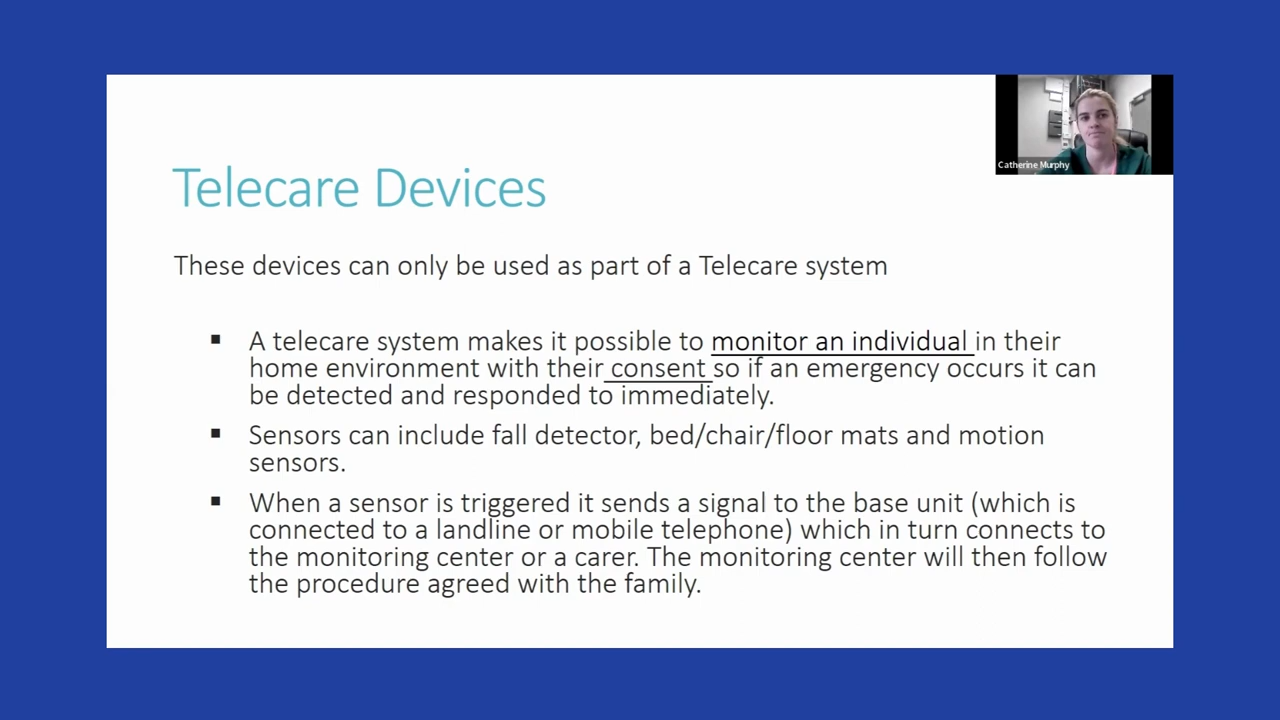 Catherine Murphy
Telecare Devices
These devices can only be used as part of a Telecare system
▪ A telecare system makes it possible to monitor an individual in their
home environment with their consent so if an emergency occurs it can
be detected and responded to immediately.
▪ Sensors can include fall detector, bed/chair/floor mats and motion
sensors.
▪ When a sensor is triggered it sends a signal to the base unit (which is
connected to a landline or mobile telephone) which in turn connects to
the monitoring center or a carer. The monitoring center will then follow
the procedure agreed with the family.